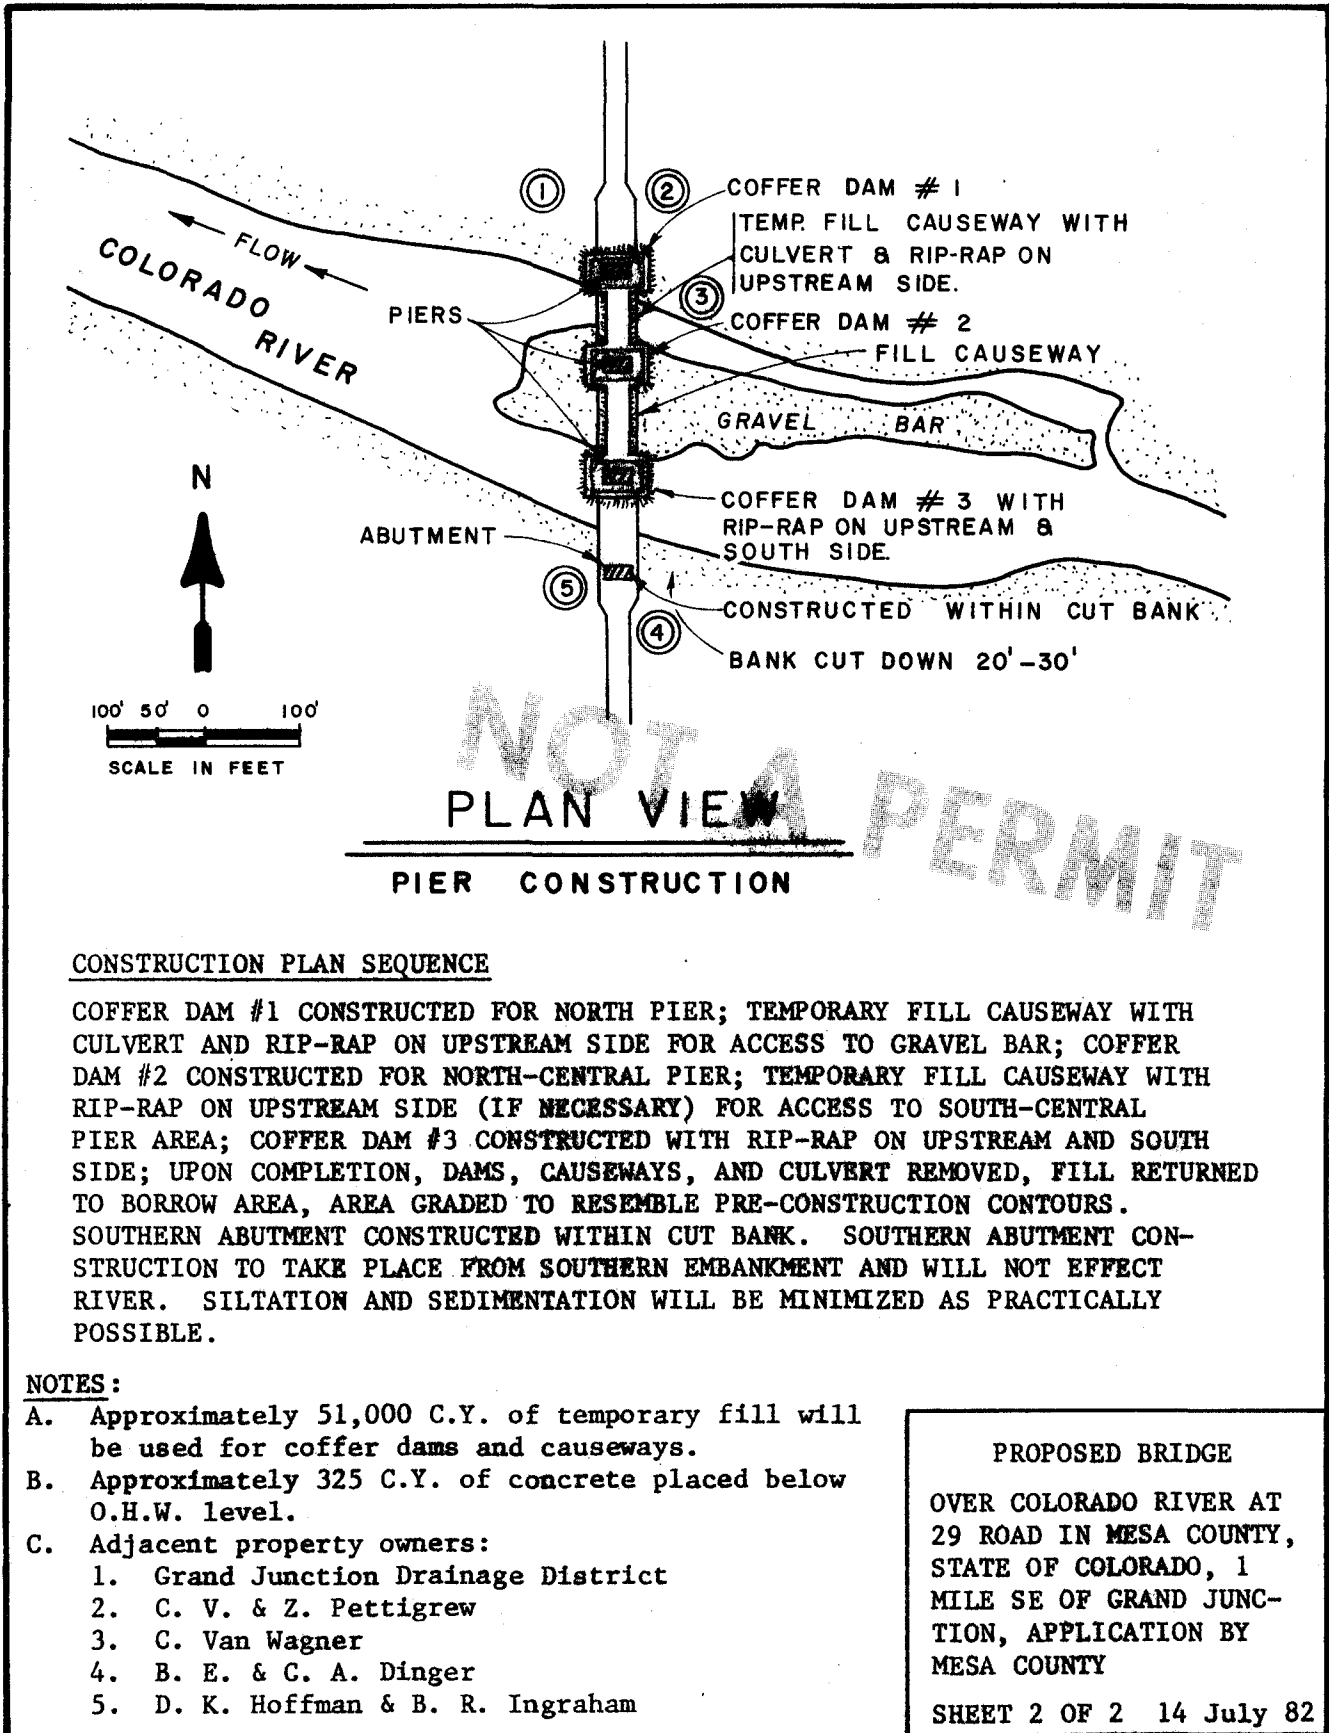 ①
②
COFFER DAM # 1
TEMP. FILL CAUSEWAY WITH
CULVERT & RIP-RAP ON
UPSTREAM SIDE.
③
FLOW
COLORADO
RIVER
PIERS
COFFER DAM # 2
FILL CAUSEWAY
GRAVEL BAR
N
COFFER DAM # 3 WITH
RIP-RAP ON UPSTREAM &
SOUTH SIDE.
ABUTMENT
⑤
④
CONSTRUCTED WITHIN CUT BANK
BANK CUT DOWN 20'-30'
100' 50' 0 100'
SCALE IN FEET
NOT A PERMIT
PLAN VIEW
PIER CONSTRUCTION
CONSTRUCTION PLAN SEQUENCE
COFFER DAM #1 CONSTRUCTED FOR NORTH PIER; TEMPORARY FILL CAUSEWAY WITH
CULVERT AND RIP-RAP ON UPSTREAM SIDE FOR ACCESS TO GRAVEL BAR; COFFER
DAM #2 CONSTRUCTED FOR NORTH-CENTRAL PIER; TEMPORARY FILL CAUSEWAY WITH
RIP-RAP ON UPSTREAM SIDE (IF NECESSARY) FOR ACCESS TO SOUTH-CENTRAL
PIER AREA; COFFER DAM #3 CONSTRUCTED WITH RIP-RAP ON UPSTREAM AND SOUTH
SIDE; UPON COMPLETION, DAMS, CAUSEWAYS, AND CULVERT REMOVED, FILL RETURNED
TO BORROW AREA, AREA GRADED TO RESEMBLE PRE-CONSTRUCTION CONTOURS.
SOUTHERN ABUTMENT CONSTRUCTED WITHIN CUT BANK. SOUTHERN ABUTMENT CON-
STRUCTION TO TAKE PLACE FROM SOUTHERN EMBANKMENT AND WILL NOT EFFECT
RIVER. SILTATION AND SEDIMENTATION WILL BE MINIMIZED AS PRACTICALLY
POSSIBLE.
NOTES:
A. Approximately 51,000 C.Y. of temporary fill will
be used for coffer dams and causeways.
B. Approximately 325 C.Y. of concrete placed below
O.H.W. level.
C. Adjacent property owners:
1. Grand Junction Drainage District
2. C. V. & Z. Pettigrew
3. C. Van Wagner
4. B. E. & C. A. Dinger
5. D. K. Hoffman & B. R. Ingraham
PROPOSED BRIDGE
OVER COLORADO RIVER AT
29 ROAD IN MESA COUNTY,
STATE OF COLORADO, 1
MILE SE OF GRAND JUNC-
TION, APPLICATION BY
MESA COUNTY
SHEET 2 OF 2 14 July 82